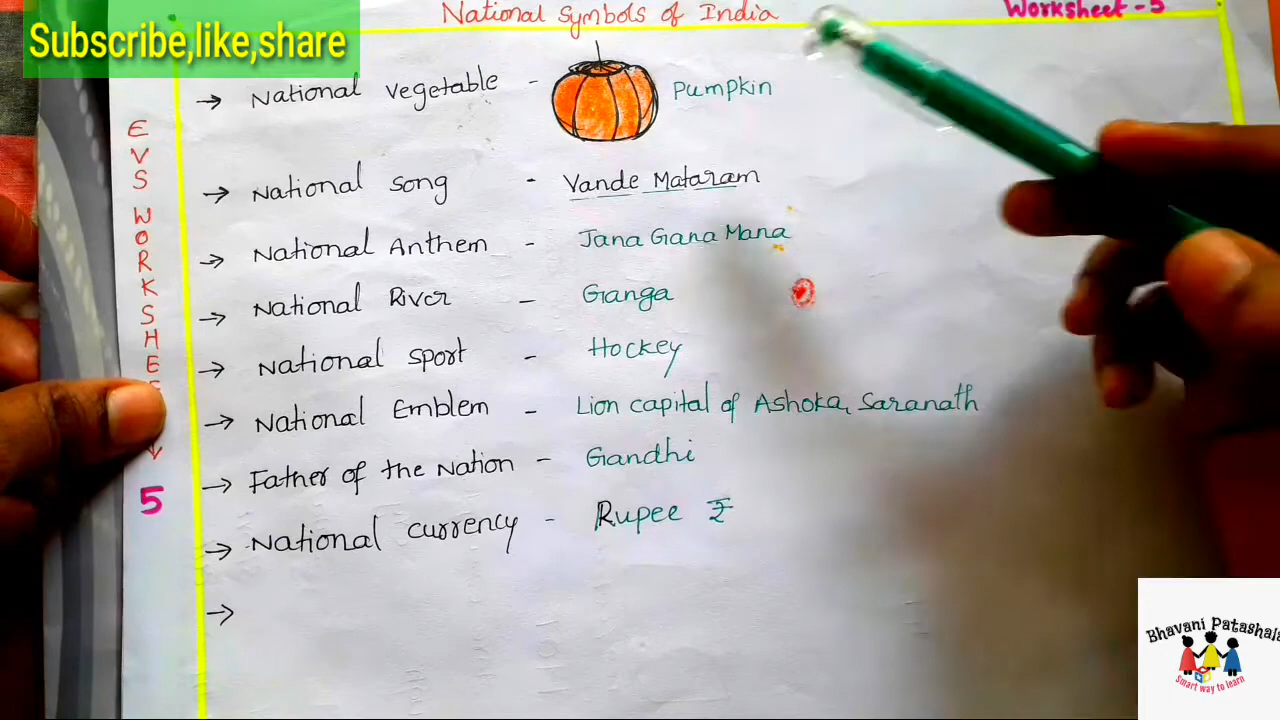 Subscribe,like,share
National Symbols of India
Worksheet - 5
→ National vegetable - Pumpkin
→ National song - Vande Mataram
→ National Anthem - Jana Gana Mana
→ National River - Ganga
→ National sport - Hockey
→ National Emblem - Lion capital of Ashoka, Saranath
→ Father of the Nation - Gandhi
→ National currency - Rupee ₹
→
EVS WORKSHEE
5
Bhavani Patashala
Smart way to learn